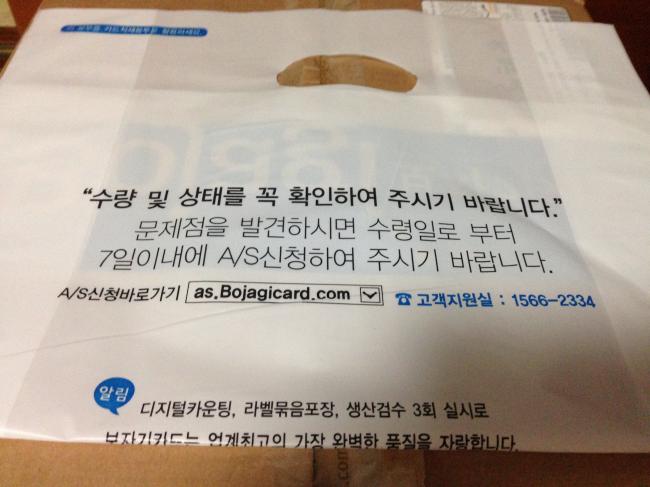 "수량 및 상태를 꼭 확인하여 주시기 바랍니다."
문제점을 발견하시면 수령일로 부터
7일이내에 A/S신청하여 주시기 바랍니다.
A/S신청바로가기 as.Bojagicard.com ☎고객지원실 : 1566-2334
알림
디지털카운팅, 라벨묶음포장, 생산검수 3회 실시로
보자기카드는 업계최고의 가장 완벽한 품질을 자랑합니다.
.com